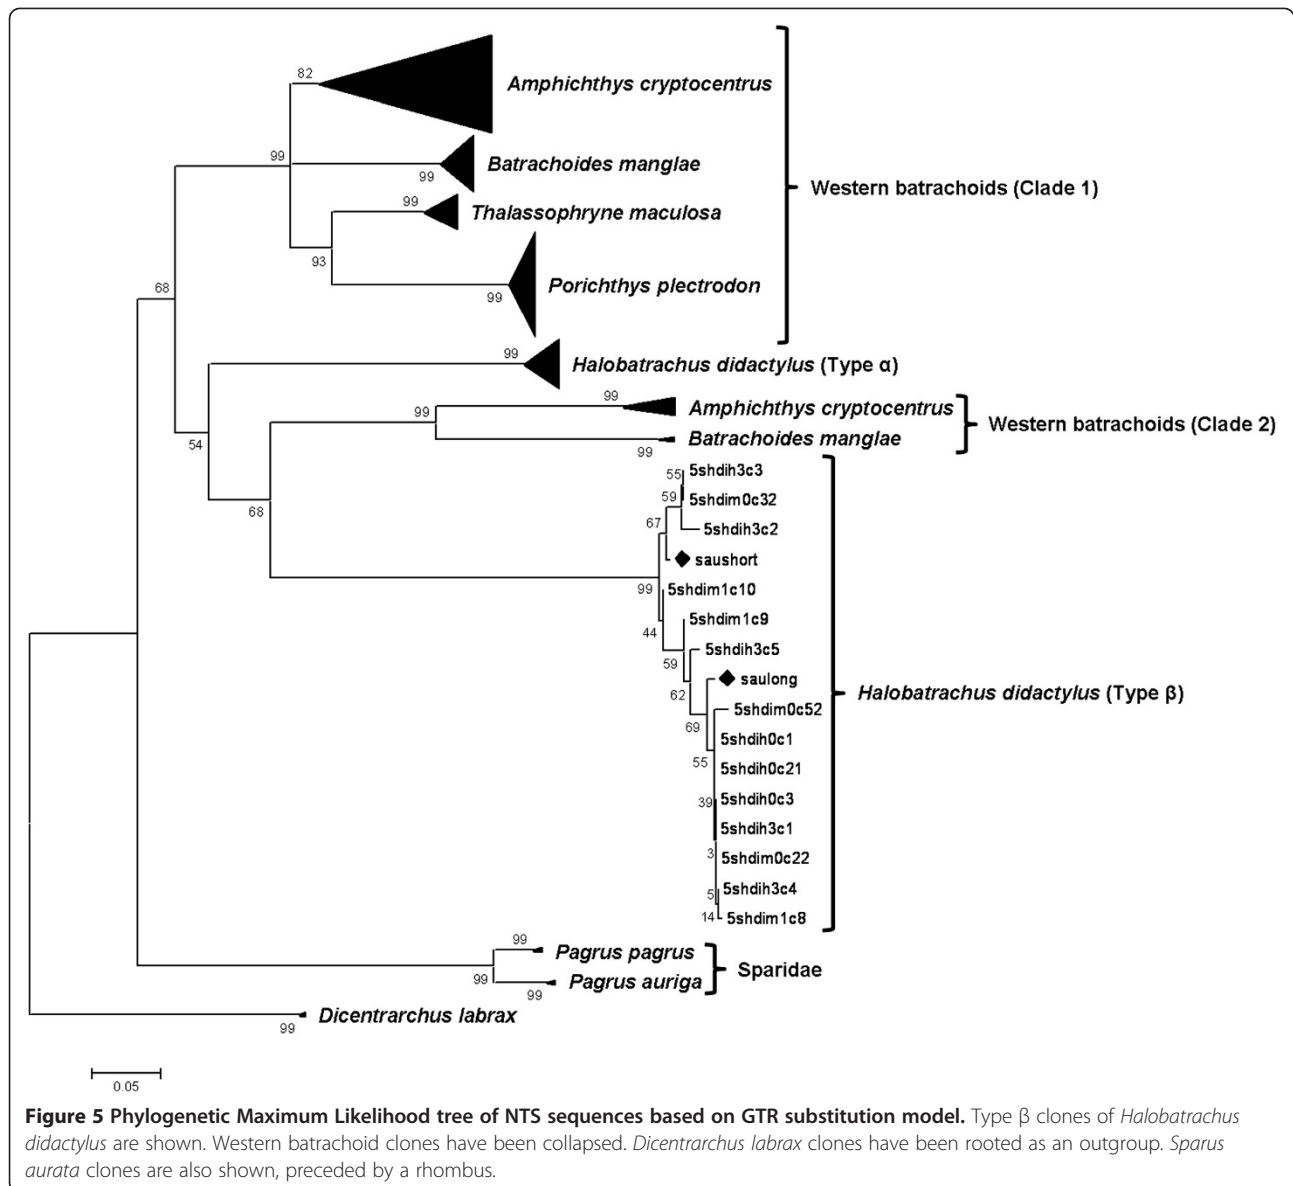 82
Amphichthys cryptocentrus
99
Batrachoides manglae
99
Western batrachoids (Clade 1)
99
Thalassophryne maculosa
93
Porichthys plectrodon
99
68
99
Halobatrachus didactylus (Type α)
99
Amphichthys cryptocentrus
99
Western batrachoids (Clade 2)
54
Batrachoides manglae
99
68
55
5shdih3c3
59
5shdim0c32
67
5shdih3c2
saushort
99
5shdim1c10
44
5shdim1c9
59
5shdih3c5
62
saulong
Halobatrachus didactylus (Type β)
69
5shdim0c52
5shdih0c1
55
5shdih0c21
39
5shdih0c3
5shdih3c1
3
5shdim0c22
5
5shdih3c4
14
5shdim1c8
99
Pagrus pagrus
99
Sparidae
Pagrus auriga
99
Dicentrarchus labrax
99
0.05
Figure 5 Phylogenetic Maximum Likelihood tree of NTS sequences based on GTR substitution model. Type β clones of Halobatrachus
didactylus are shown. Western batrachoid clones have been collapsed. Dicentrarchus labrax clones have been rooted as an outgroup. Sparus
aurata clones are also shown, preceded by a rhombus.